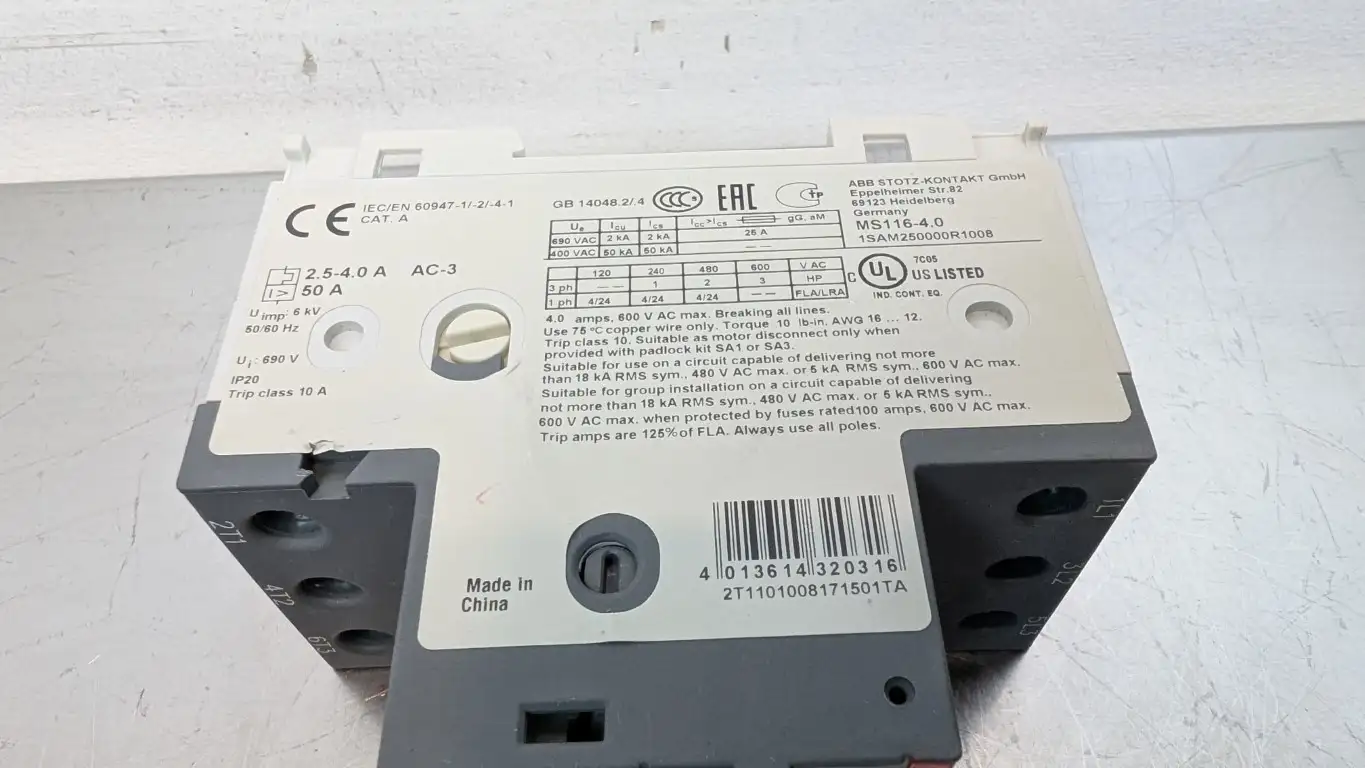 CE IEC/EN 60947-1/-2/-4-1
CAT. A
2.5-4.0 A AC-3
I> 50 A
Uimp: 6 kV
50/60 Hz
Ui: 690 V
IP20
Trip class 10 A
GB 14048.2/.4 CCC EAC
Ue Icu Ics Icc>Ics gG, aM
690 VAC 2 kA 2 kA 25 A
400 VAC 50 kA 50 kA --
120 240 480 600 V AC
3 ph -- 1 2 3 HP
1 ph 4/24 4/24 4/24 -- FLA/LRA
ABB STOTZ-KONTAKT GmbH
Eppelheimer Str.82
69123 Heidelberg
Germany
MS116-4.0
1SAM250000R1008
C UL US LISTED
7C05
IND. CONT. EQ.
4.0 amps, 600 V AC max. Breaking all lines.
Use 75 °C copper wire only. Torque 10 lb-in, AWG 16 ... 12.
Trip class 10. Suitable as motor disconnect only when
provided with padlock kit SA1 or SA3.
Suitable for use on a circuit capable of delivering not more
than 18 kA RMS sym., 480 V AC max. or 5 kA RMS sym., 600 V AC max.
Suitable for group installation on a circuit capable of delivering
not more than 18 kA RMS sym., 480 V AC max. or 5 kA RMS sym.,
600 V AC max. when protected by fuses rated 100 amps, 600 V AC max.
Trip amps are 125% of FLA. Always use all poles.
2T1
4T2
6T3
1L1
3L2
5L3
Made in
China
4 013614 320316
2T1101008171501TA